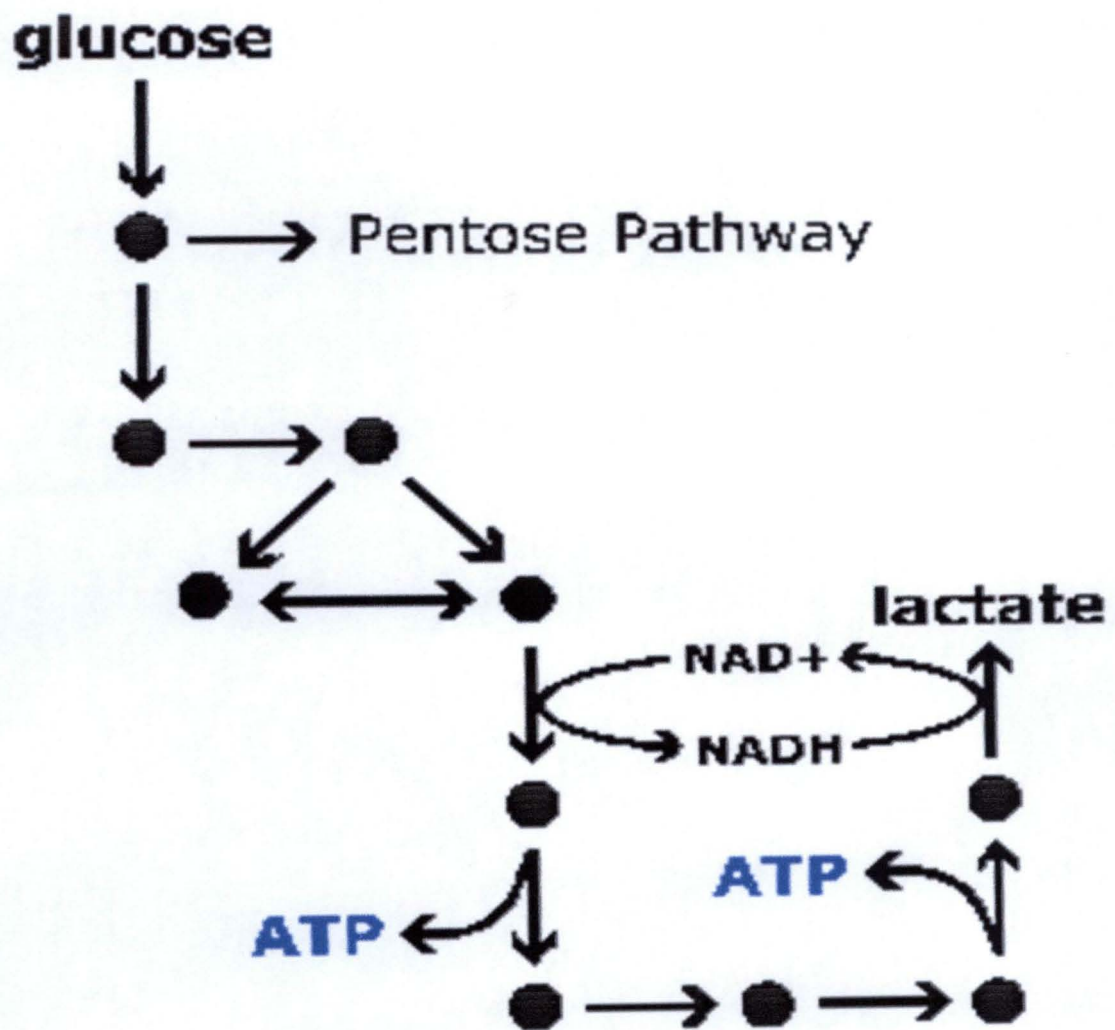 glucose
Pentose Pathway
lactate
NAD+
NADH
ATP
ATP